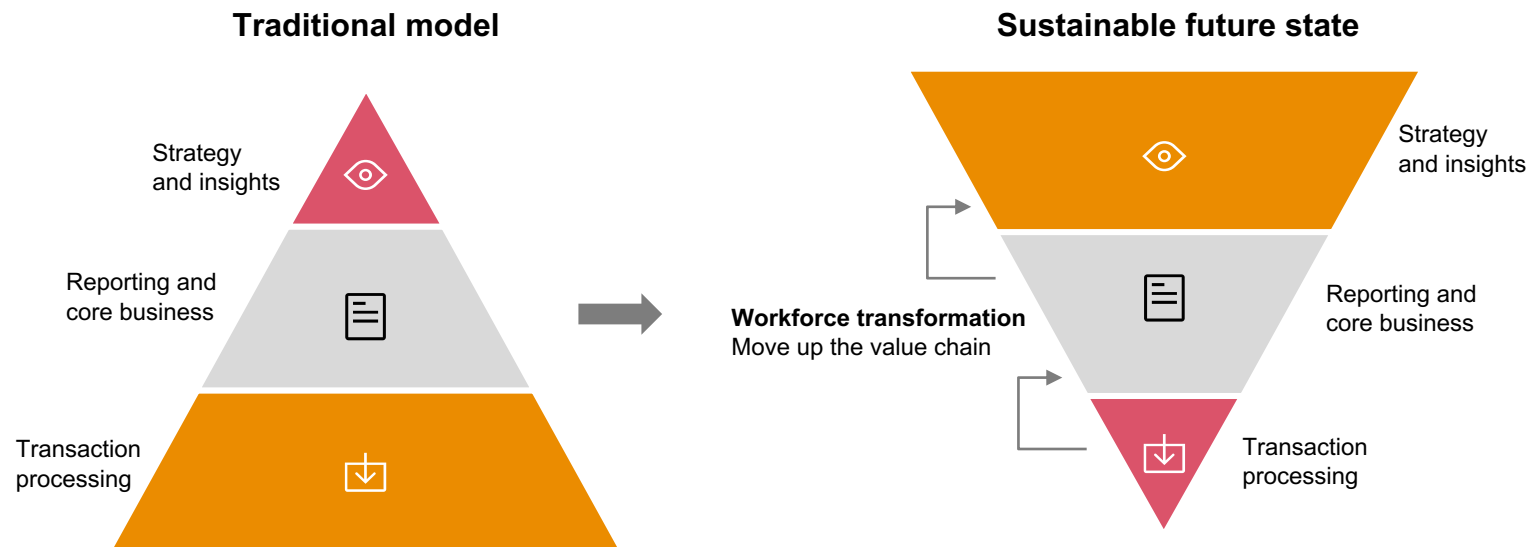 Traditional model
Strategy
and insights
Reporting and
core business
Transaction
processing
Workforce transformation
Move up the value chain
Sustainable future state
Strategy
and insights
Reporting and
core business
Transaction
processing